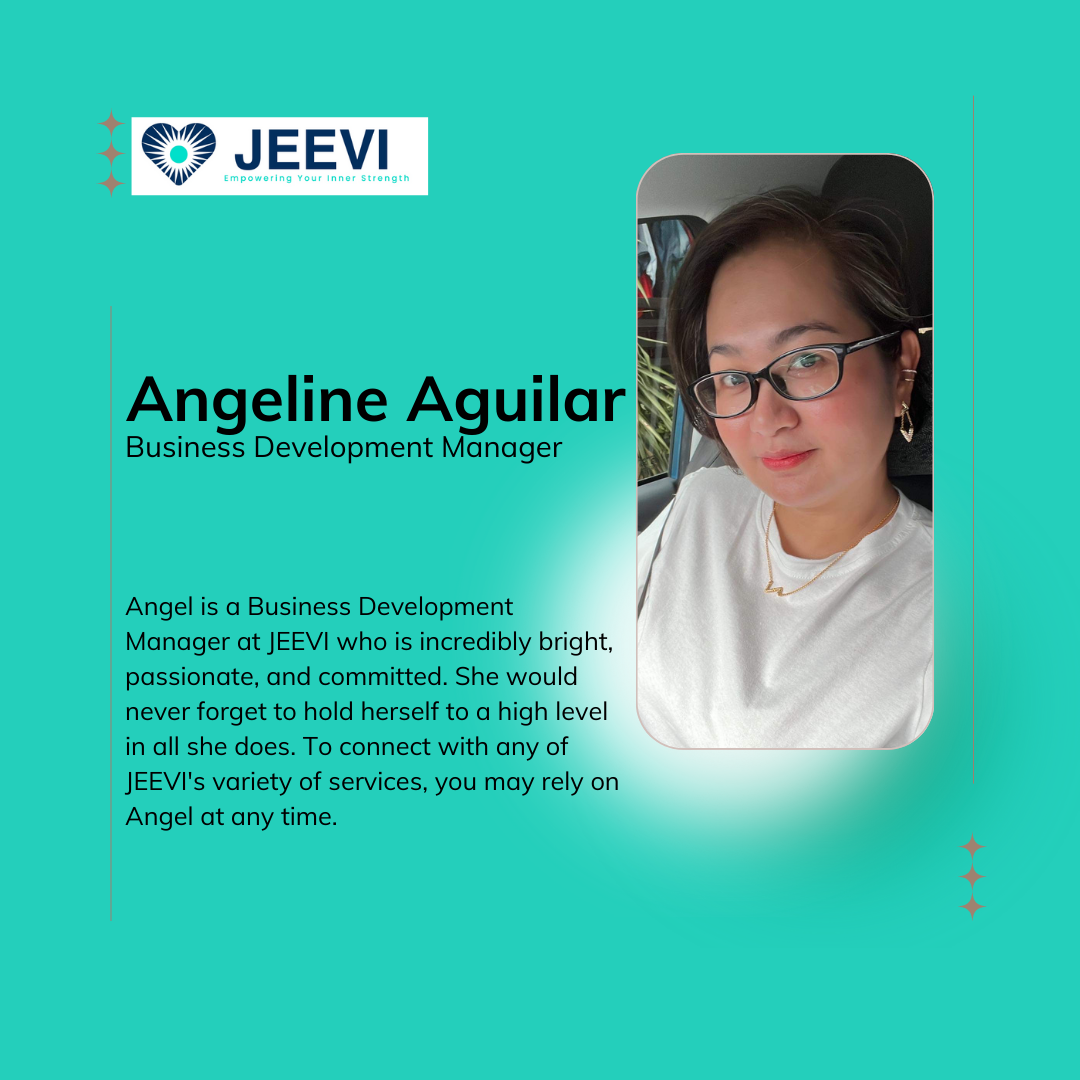 JEEVI
Empowering Your Inner Strength
Angeline Aguilar
Business Development Manager
Angel is a Business Development
Manager at JEEVI who is incredibly bright,
passionate, and committed. She would
never forget to hold herself to a high level
in all she does. To connect with any of
JEEVI's variety of services, you may rely on
Angel at any time.